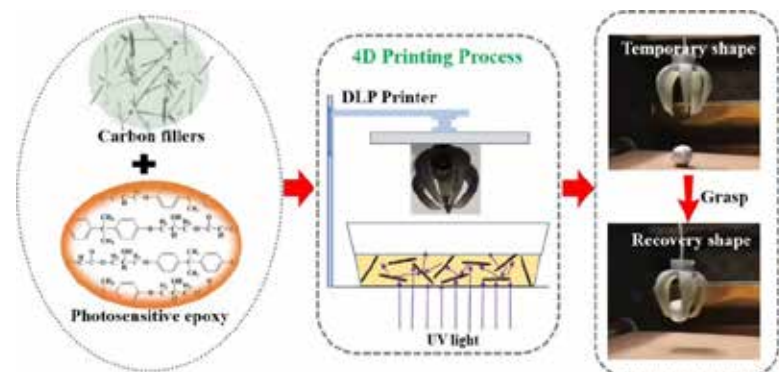 Carbon fillers
Photosensitive epoxy
4D Printing Process
DLP Printer
UV light
Temporary shape
Grasp
Recovery shape